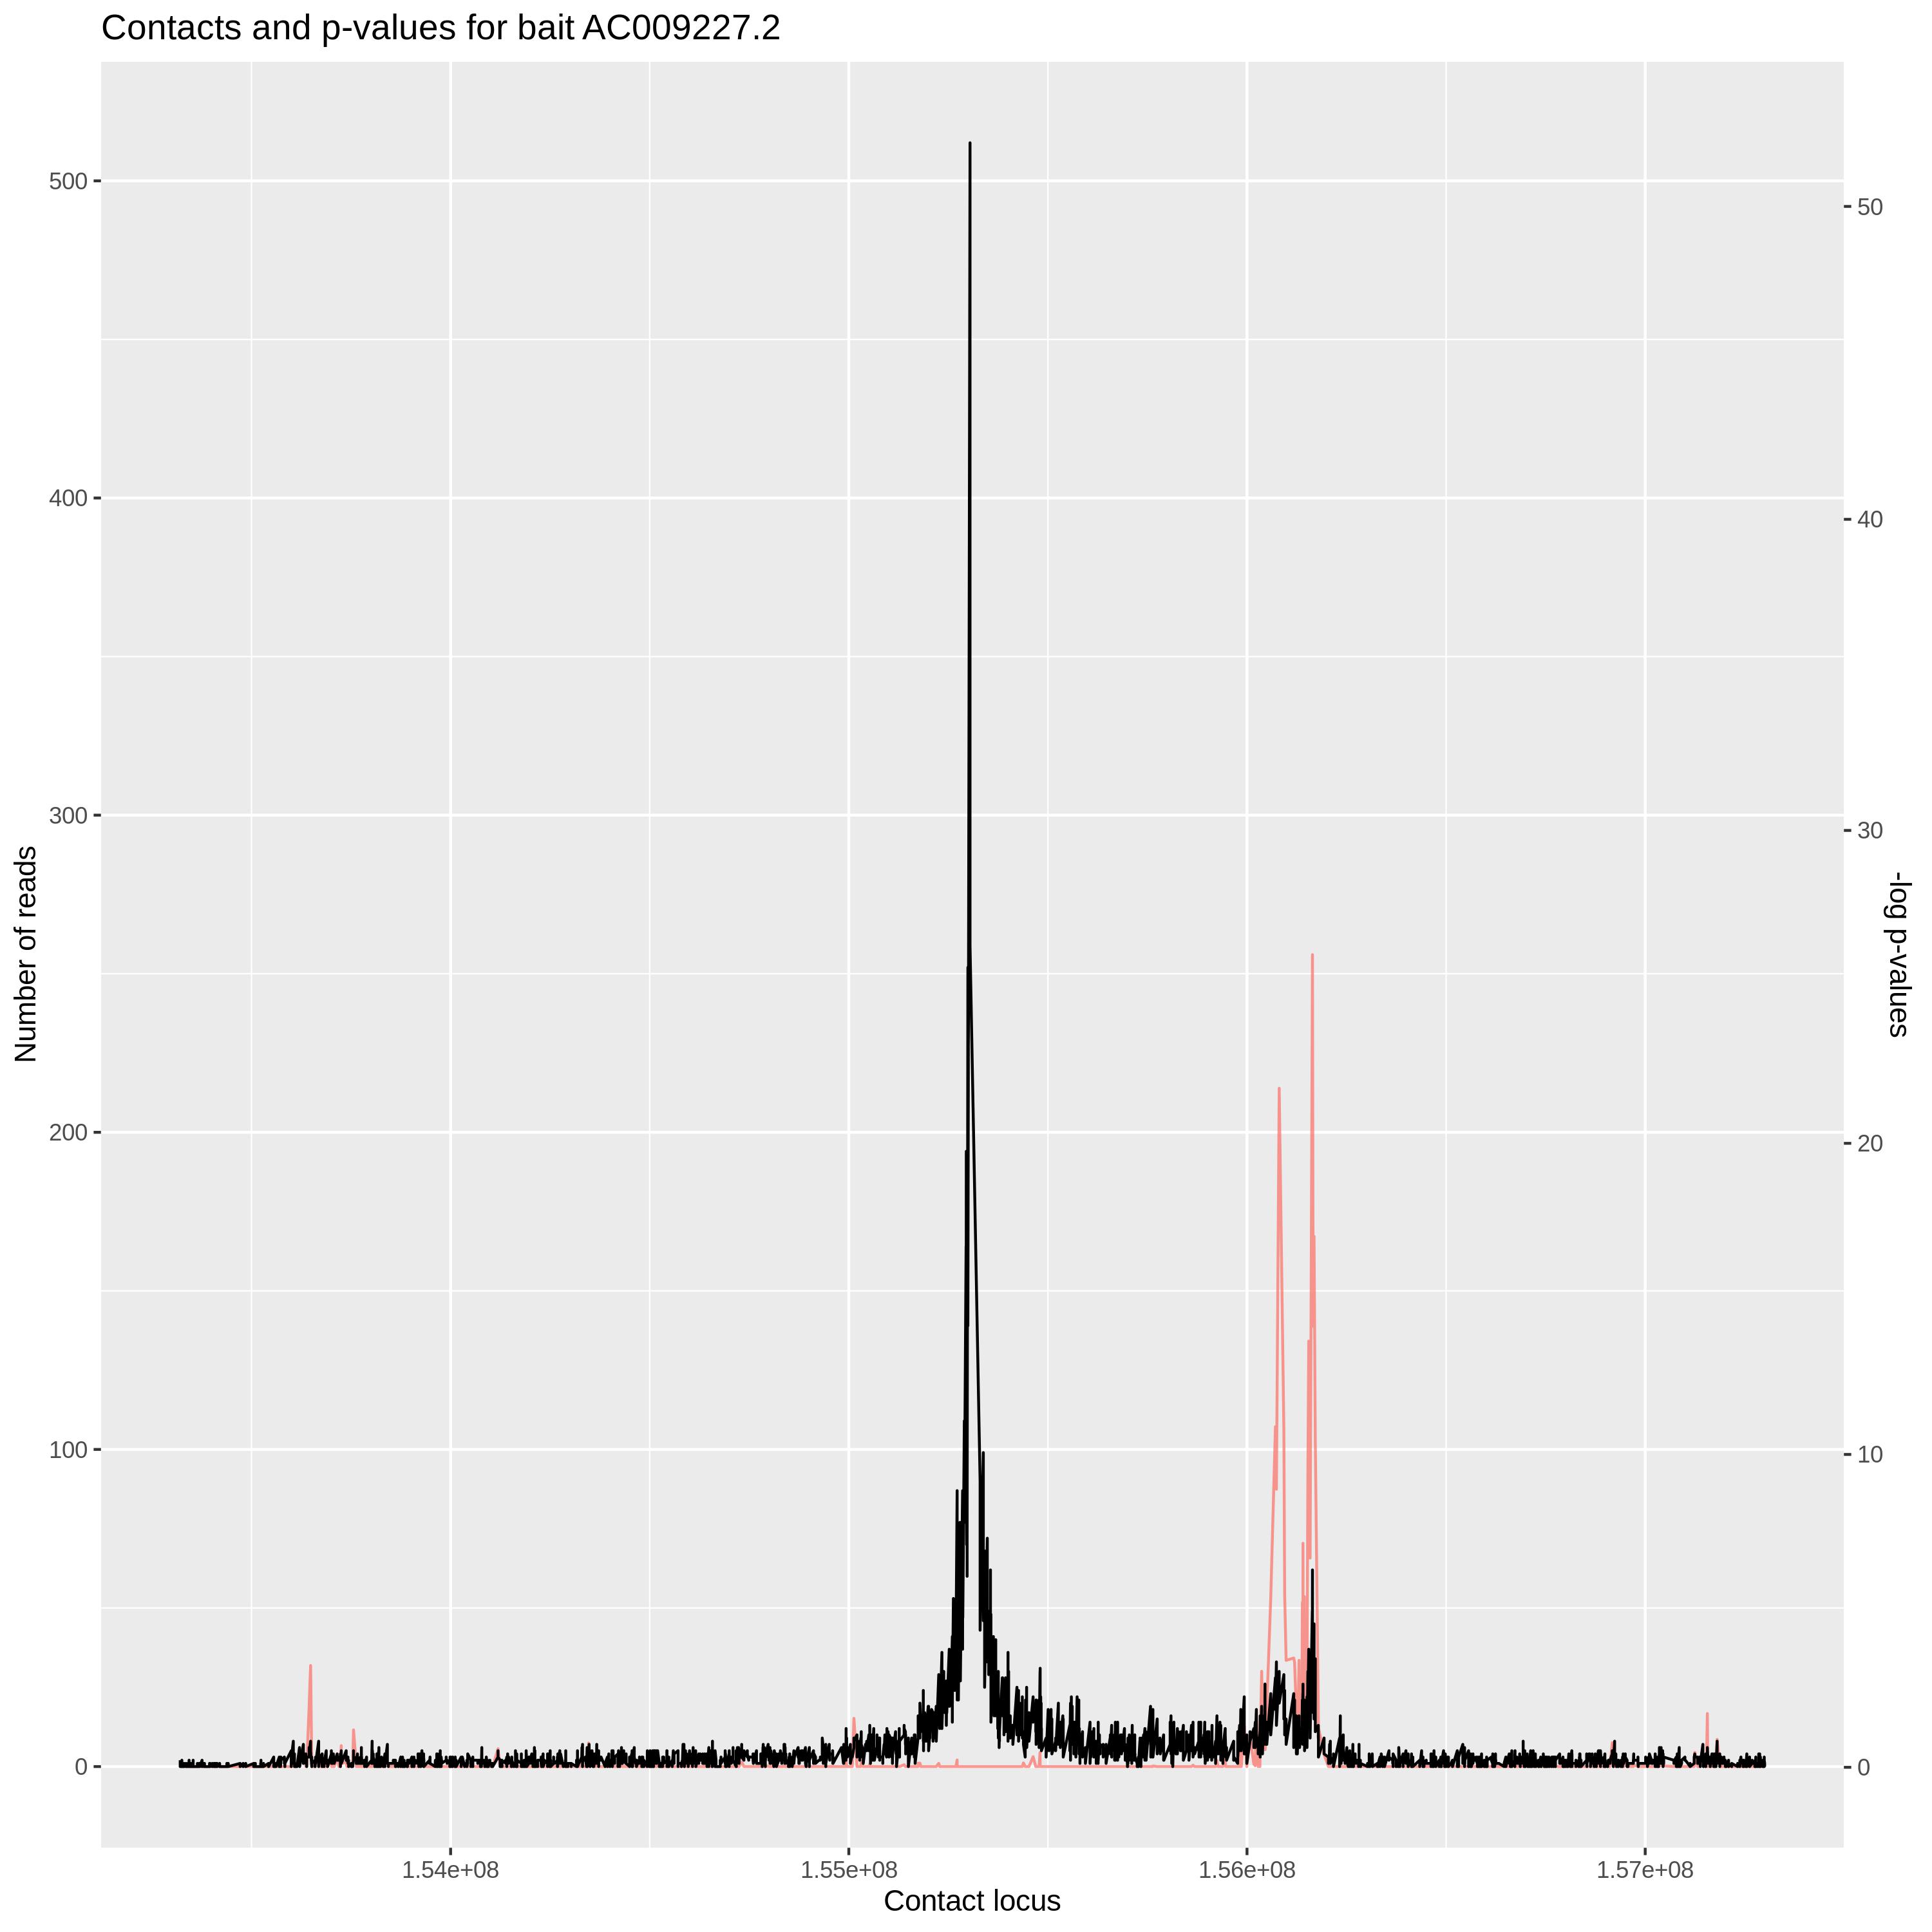 Contacts and p-values for bait AC009227.2
500
400
300
200
100
0
Number of reads
50
40
30
20
10
0
-log p-values
1.54e+08 1.55e+08 1.56e+08 1.57e+08
Contact locus